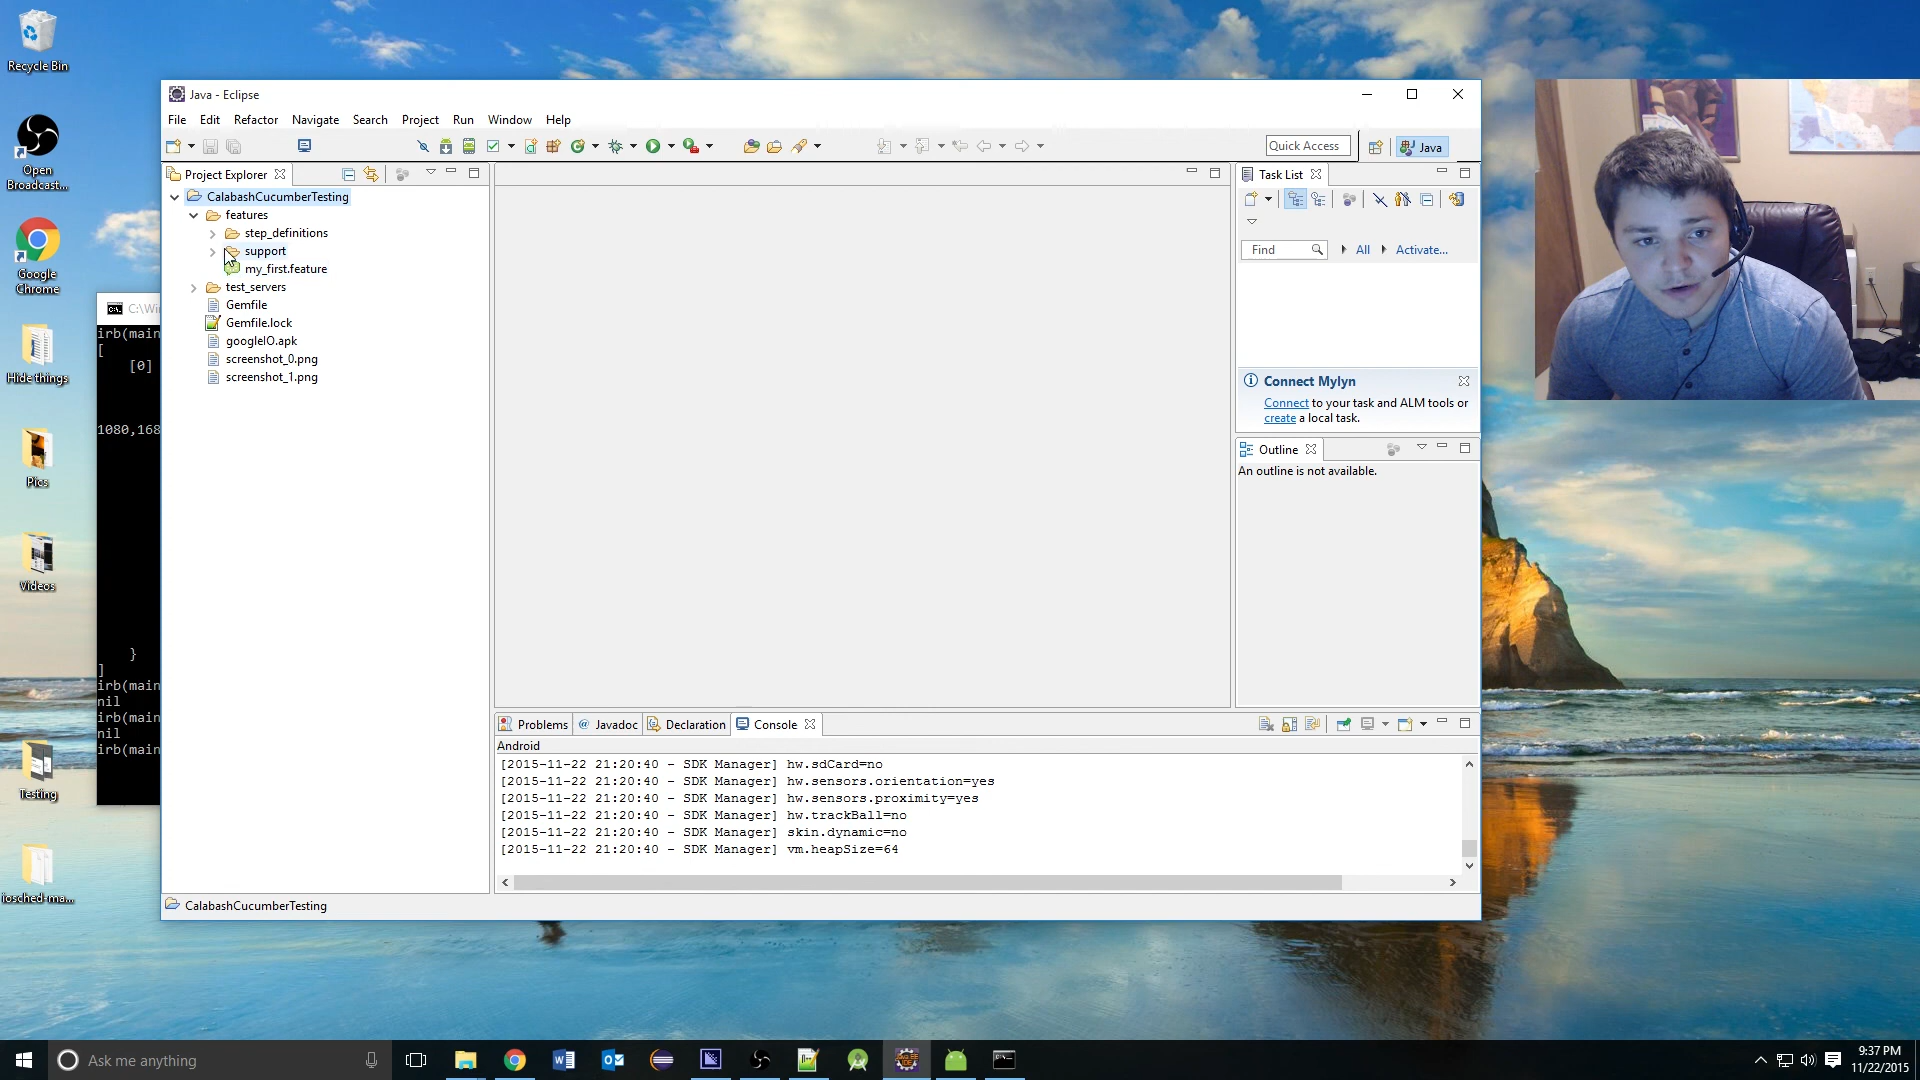 Recycle Bin
Open
Broadcast...
Google
Chrome
Hide things
Pics
Videos
Testing
iosched-ma...
C:\Wi
irb(main
[
[0]
1080,168
}
]
irb(main
nil
irb(main
nil
irb(main
Java - Eclipse
File Edit Refactor Navigate Search Project Run Window Help
Quick Access
Java
Project Explorer
CalabashCucumberTesting
features
step_definitions
support
my_first.feature
test_servers
Gemfile
Gemfile.lock
googleIO.apk
screenshot_0.png
screenshot_1.png
Task List
Find All Activate...
Connect Mylyn
Connect to your task and ALM tools or
create a local task.
Outline
An outline is not available.
Problems @ Javadoc Declaration Console
Android
[2015-11-22 21:20:40 - SDK Manager] hw.sdCard=no
[2015-11-22 21:20:40 - SDK Manager] hw.sensors.orientation=yes
[2015-11-22 21:20:40 - SDK Manager] hw.sensors.proximity=yes
[2015-11-22 21:20:40 - SDK Manager] hw.trackBall=no
[2015-11-22 21:20:40 - SDK Manager] skin.dynamic=no
[2015-11-22 21:20:40 - SDK Manager] vm.heapSize=64
CalabashCucumberTesting
Ask me anything
9:37 PM
11/22/2015